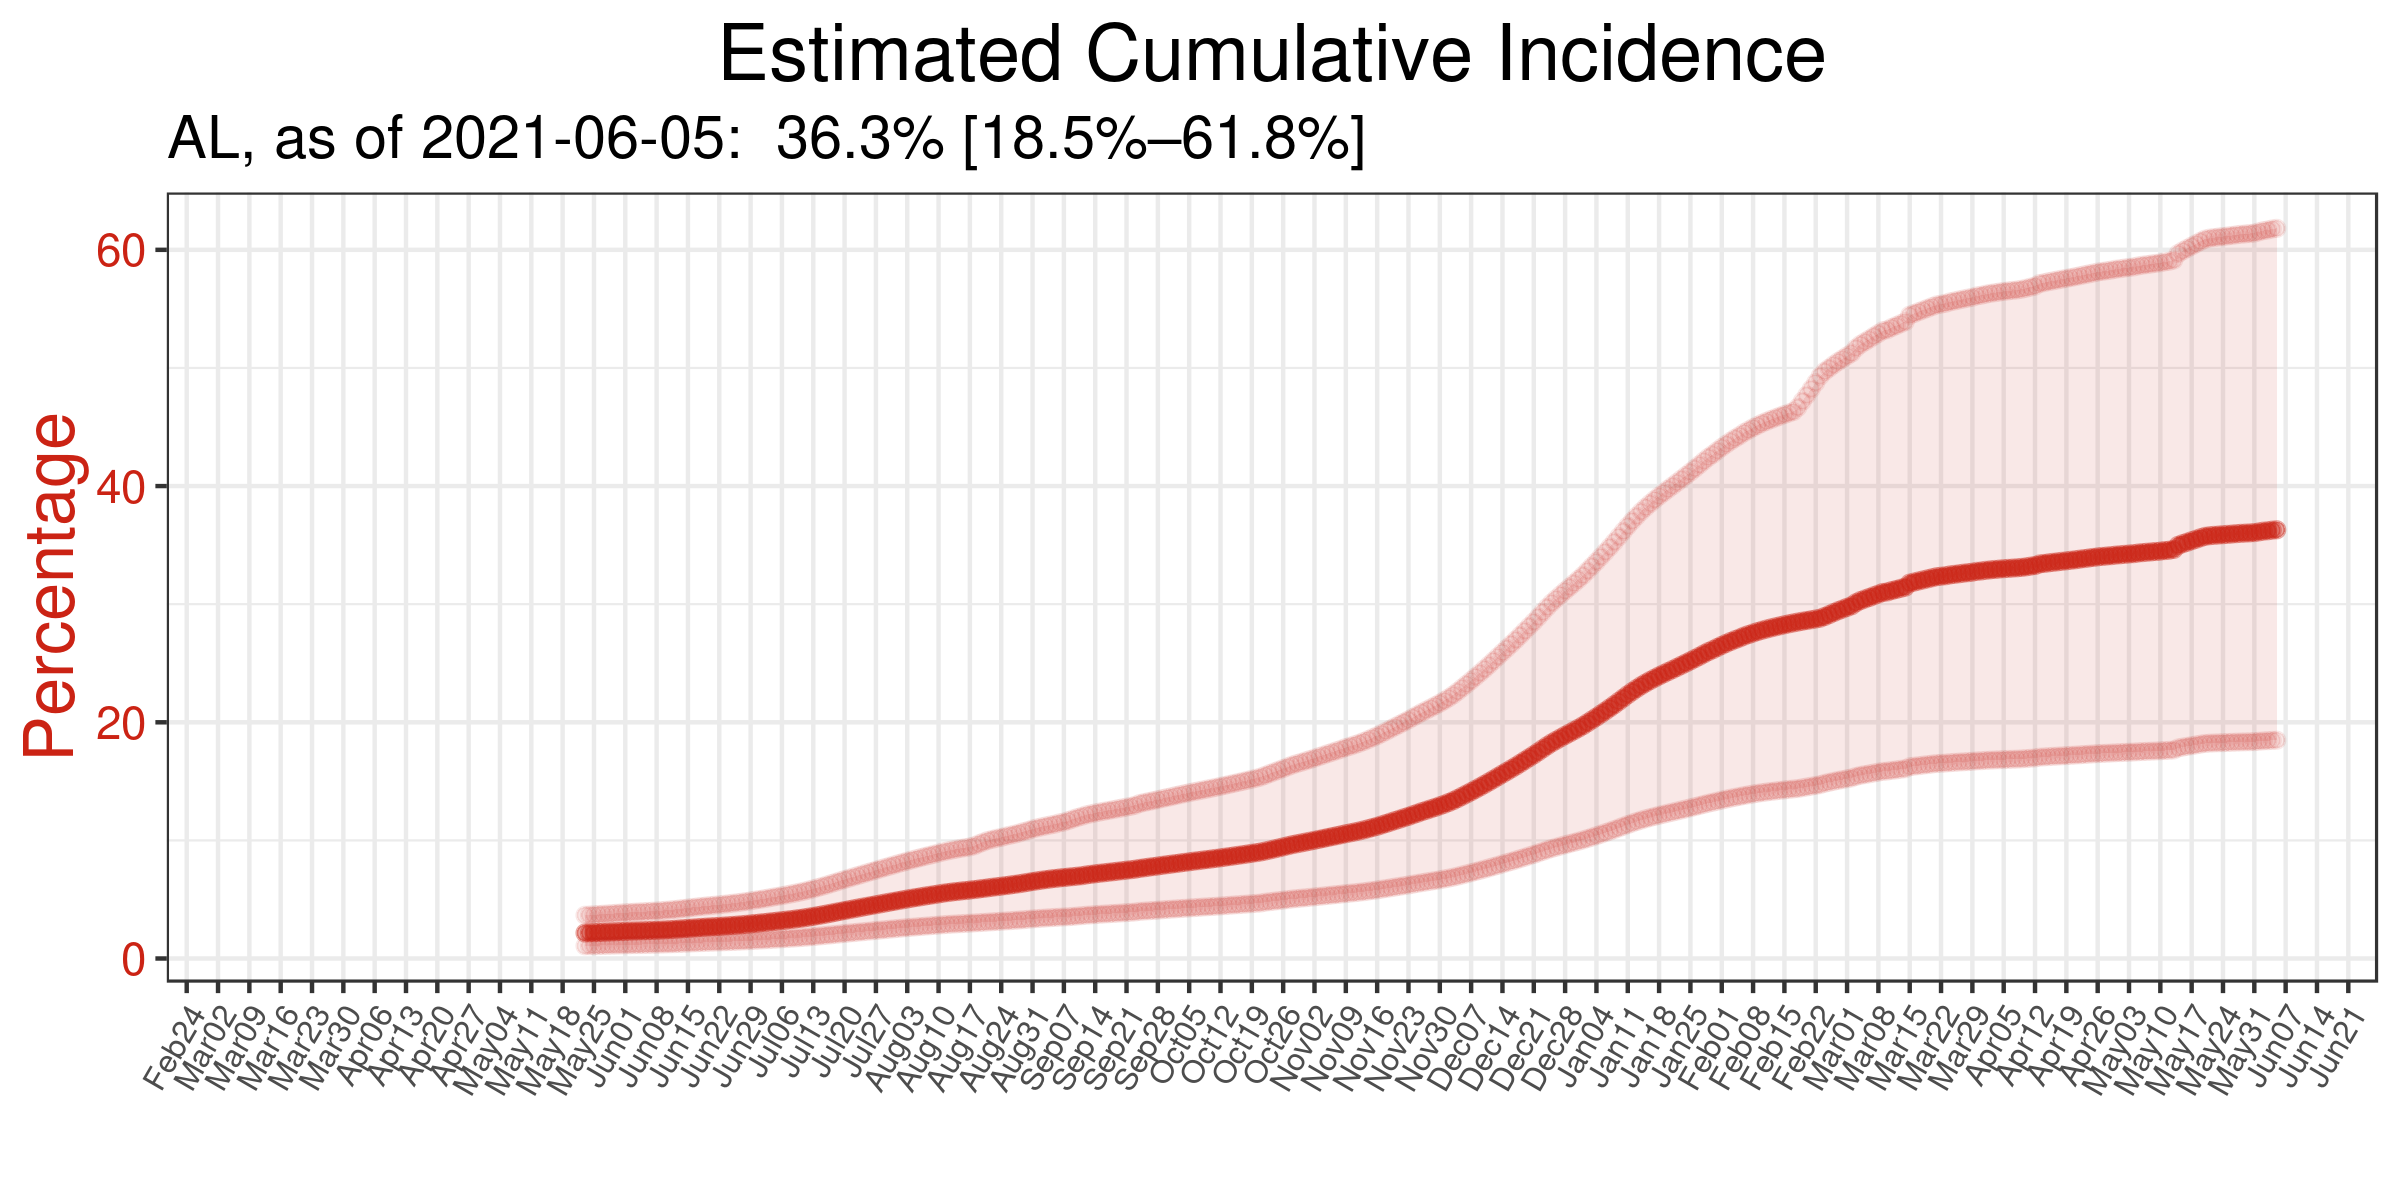 Estimated Cumulative Incidence
AL, as of 2021-06-05:  36.3% [18.5%–61.8%]
Percentage
60
40
20
0
Feb24
Mar02
Mar09
Mar16
Mar23
Mar30
Apr06
Apr13
Apr20
Apr27
May04
May11
May18
May25
Jun01
Jun08
Jun15
Jun22
Jun29
Jul06
Jul13
Jul20
Jul27
Aug03
Aug10
Aug17
Aug24
Aug31
Sep07
Sep14
Sep21
Sep28
Oct05
Oct12
Oct19
Oct26
Nov02
Nov09
Nov16
Nov23
Nov30
Dec07
Dec14
Dec21
Dec28
Jan04
Jan11
Jan18
Jan25
Feb01
Feb08
Feb15
Feb22
Mar01
Mar08
Mar15
Mar22
Mar29
Apr05
Apr12
Apr19
Apr26
May03
May10
May17
May24
May31
Jun07
Jun14
Jun21